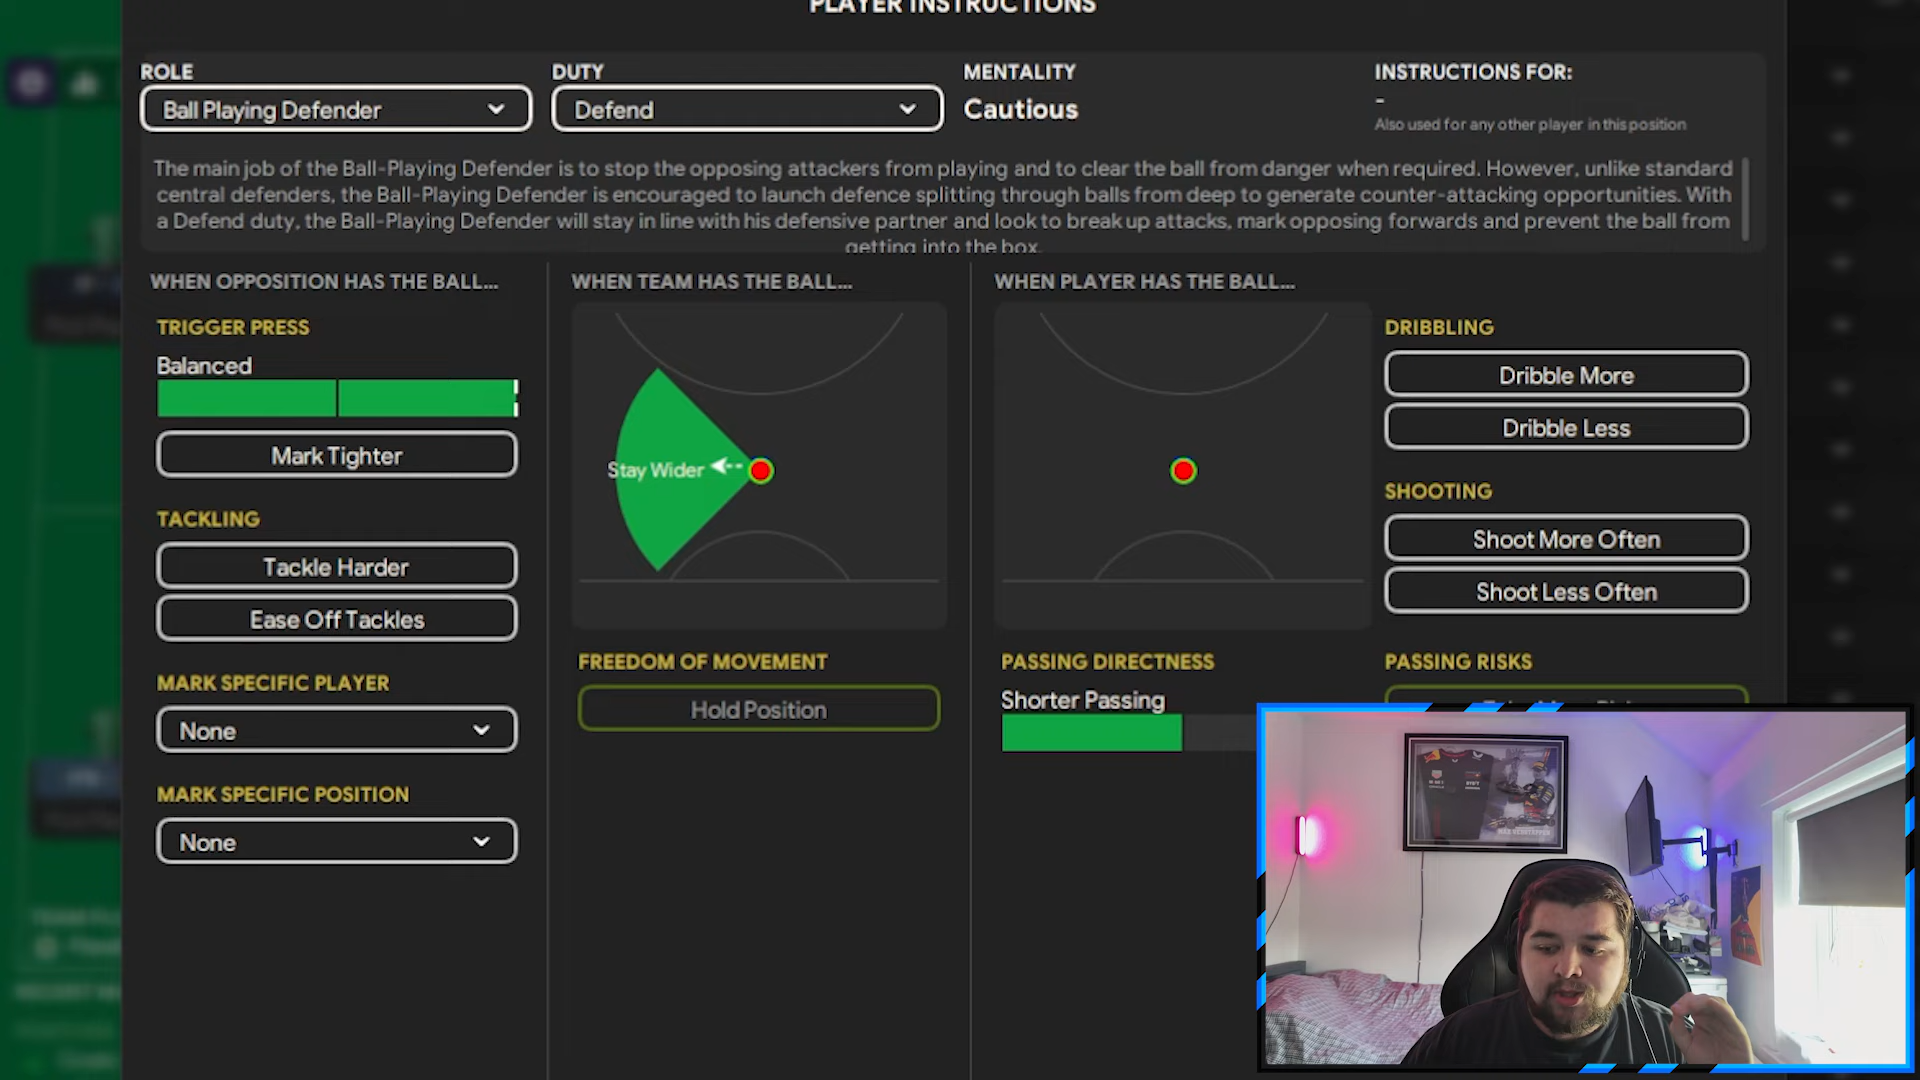 PLAYER INSTRUCTIONS
ROLE
DUTY
MENTALITY
INSTRUCTIONS FOR:
Ball Playing Defender
Defend
Cautious
-
Also used for any other player in this position
The main job of the Ball-Playing Defender is to stop the opposing attackers from playing and to clear the ball from danger when required. However, unlike standard
central defenders, the Ball-Playing Defender is encouraged to launch defence splitting through balls from deep to generate counter-attacking opportunities. With
a Defend duty, the Ball-Playing Defender will stay in line with his defensive partner and look to break up attacks, mark opposing forwards and prevent the ball from
getting into the box.
WHEN OPPOSITION HAS THE BALL...
TRIGGER PRESS
Balanced
Mark Tighter
TACKLING
Tackle Harder
Ease Off Tackles
MARK SPECIFIC PLAYER
None
MARK SPECIFIC POSITION
None
WHEN TEAM HAS THE BALL...
Stay Wider
FREEDOM OF MOVEMENT
Hold Position
WHEN PLAYER HAS THE BALL...
PASSING DIRECTNESS
Shorter Passing
DRIBBLING
Dribble More
Dribble Less
SHOOTING
Shoot More Often
Shoot Less Often
PASSING RISKS
MAX VERSTAPPEN